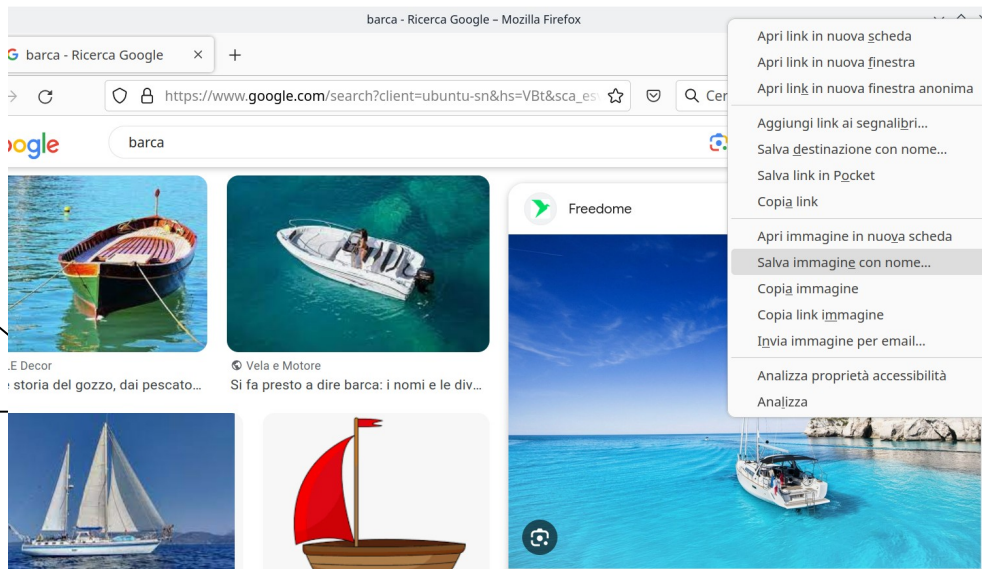 barca - Ricerca Google – Mozilla Firefox
barca - Ricerca Google
https://www.google.com/search?client=ubuntu-sn&hs=VBt&sca_es
Cer
ogle
barca
Freedome
LE Decor
storia del gozzo, dai pescato...
Vela e Motore
Si fa presto a dire barca: i nomi e le div...
Apri link in nuova scheda
Apri link in nuova finestra
Apri link in nuova finestra anonima
Aggiungi link ai segnalibri...
Salva destinazione con nome...
Salva link in Pocket
Copia link
Apri immagine in nuova scheda
Salva immagine con nome...
Copia immagine
Copia link immagine
Invia immagine per email...
Analizza proprietà accessibilità
Analizza